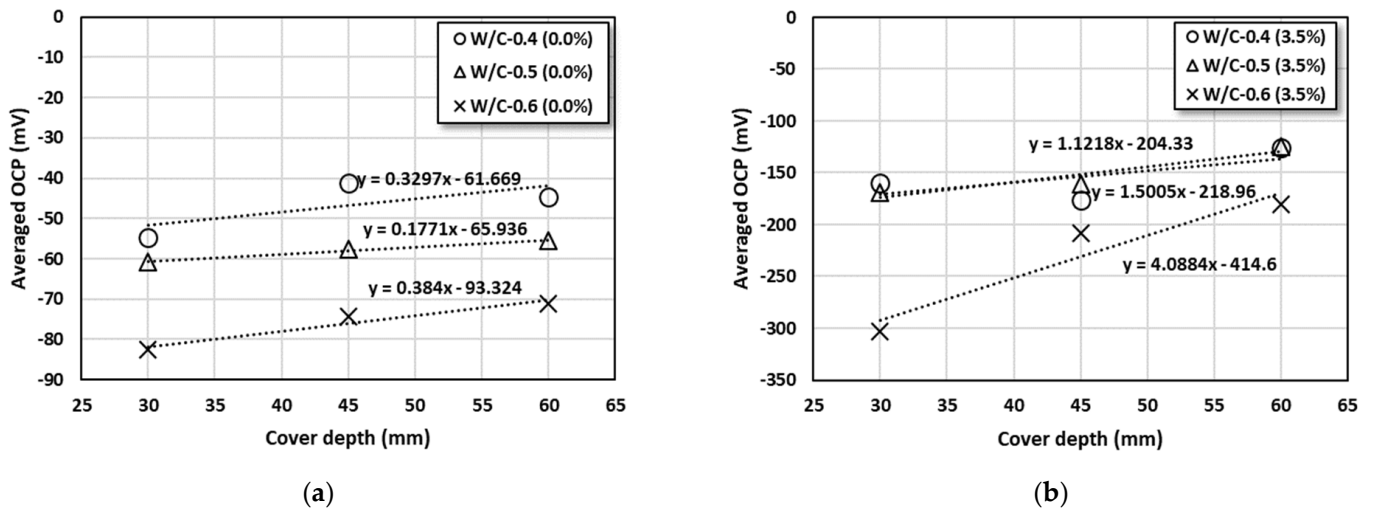 0
-10
-20
-30
-40
-50
-60
-70
-80
-90
25
30
35
40
45
50
55
60
65
Averaged OCP (mV)
Cover depth (mm)
W/C-0.4 (0.0%)
W/C-0.5 (0.0%)
W/C-0.6 (0.0%)
y = 0.3297x - 61.669
y = 0.1771x - 65.936
y = 0.384x - 93.324
(a)
0
-50
-100
-150
-200
-250
-300
-350
25
30
35
40
45
50
55
60
65
Averaged OCP (mV)
Cover depth (mm)
W/C-0.4 (3.5%)
W/C-0.5 (3.5%)
W/C-0.6 (3.5%)
y = 1.1218x - 204.33
y = 1.5005x - 218.96
y = 4.0884x - 414.6
(b)